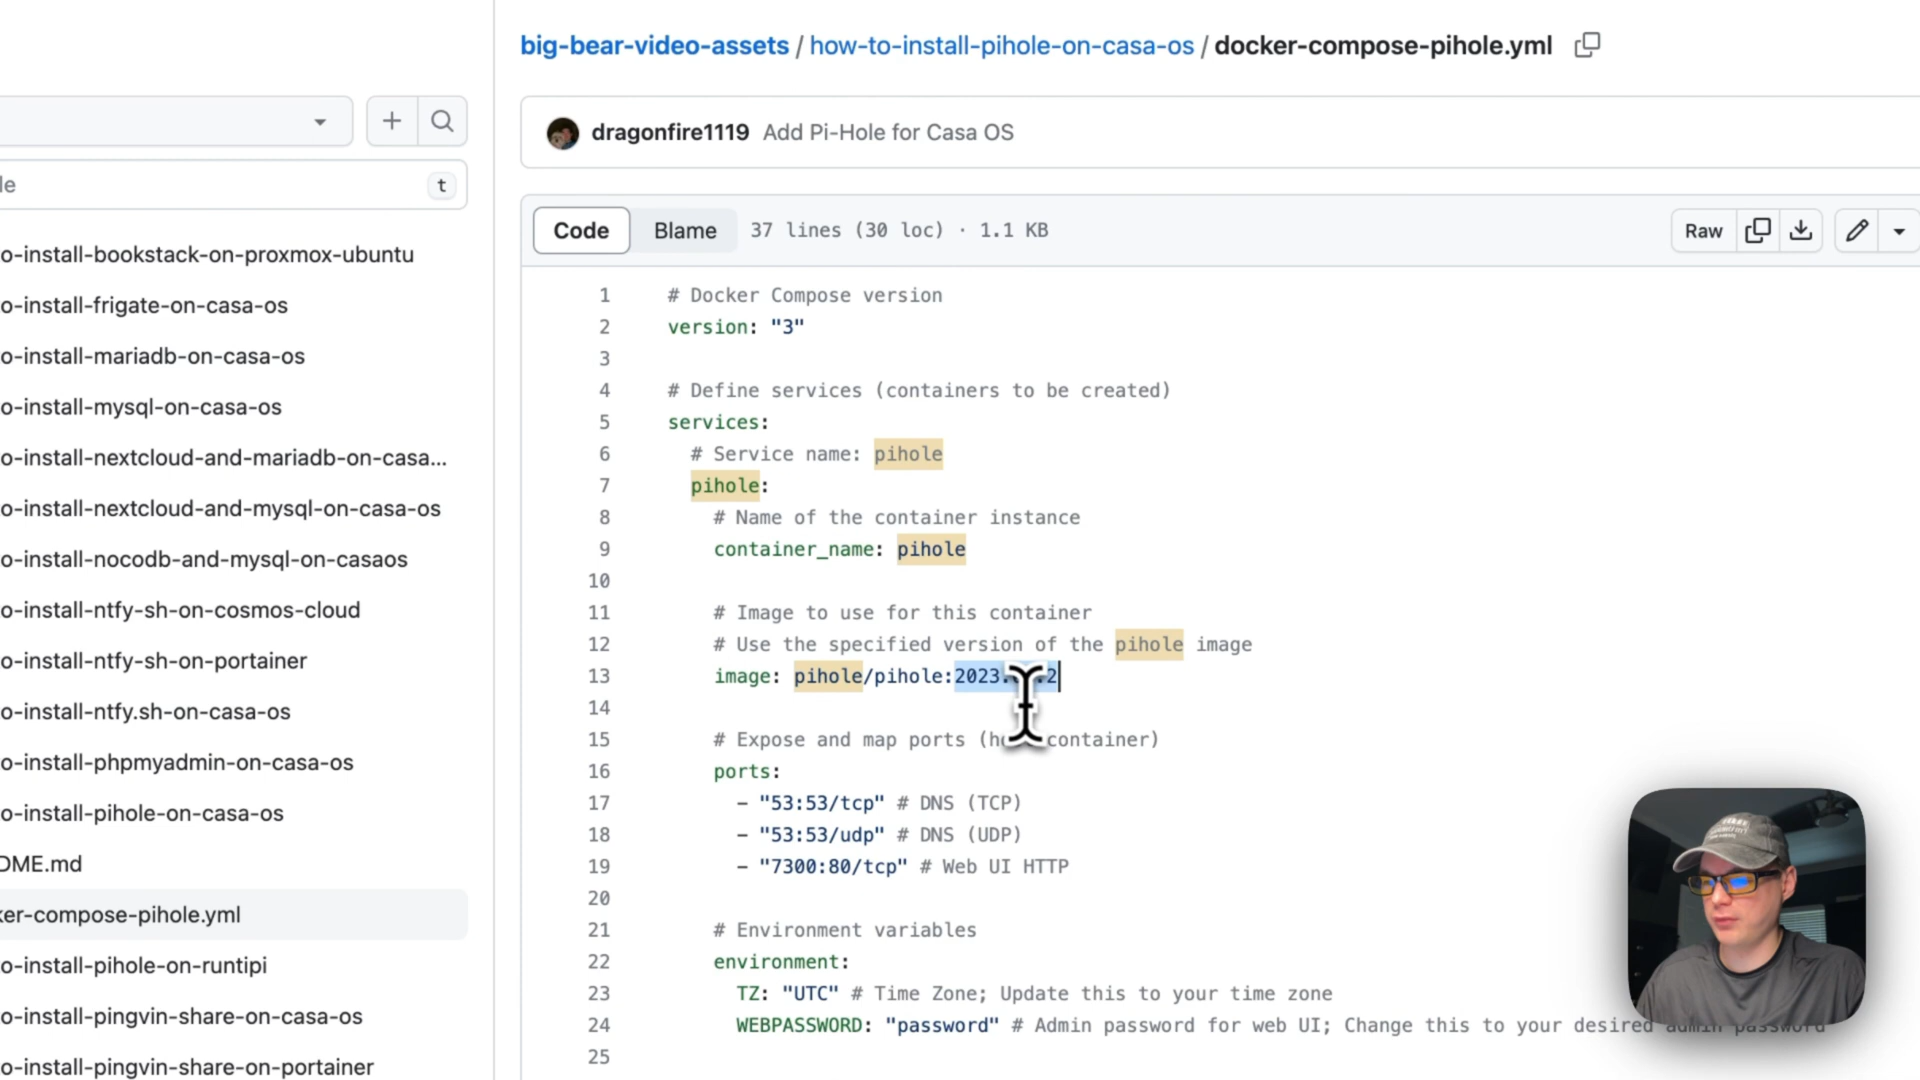 big-bear-video-assets / how-to-install-pihole-on-casa-os / docker-compose-pihole.yml
dragonfire1119 Add Pi-Hole for Casa OS
le t
Code Blame 37 lines (30 loc) · 1.1 KB Raw
o-install-bookstack-on-proxmox-ubuntu
o-install-frigate-on-casa-os
o-install-mariadb-on-casa-os
o-install-mysql-on-casa-os
o-install-nextcloud-and-mariadb-on-casa...
o-install-nextcloud-and-mysql-on-casa-os
o-install-nocodb-and-mysql-on-casaos
o-install-ntfy-sh-on-cosmos-cloud
o-install-ntfy-sh-on-portainer
o-install-ntfy.sh-on-casa-os
o-install-phpmyadmin-on-casa-os
o-install-pihole-on-casa-os
DME.md
ker-compose-pihole.yml
o-install-pihole-on-runtipi
o-install-pingvin-share-on-casa-os
o-install-pingvin-share-on-portainer
1 # Docker Compose version
2 version: "3"
3
4 # Define services (containers to be created)
5 services:
6 # Service name: pihole
7 pihole:
8 # Name of the container instance
9 container_name: pihole
10
11 # Image to use for this container
12 # Use the specified version of the pihole image
13 image: pihole/pihole:2023. .2
14
15 # Expose and map ports ( container)
16 ports:
17 - "53:53/tcp" # DNS (TCP)
18 - "53:53/udp" # DNS (UDP)
19 - "7300:80/tcp" # Web UI HTTP
20
21 # Environment variables
22 environment:
23 TZ: "UTC" # Time Zone; Update this to your time zone
24 WEBPASSWORD: "password" # Admin password for web UI; Change this to your desired admin password
25